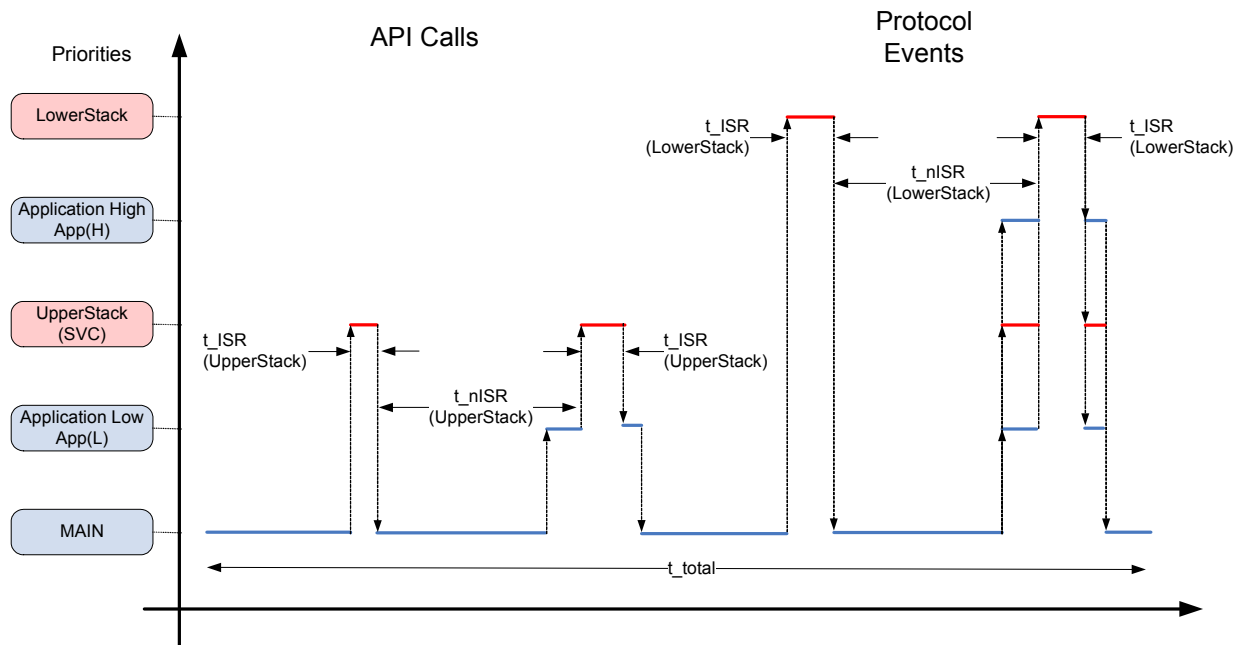 API Calls
Protocol
Events
Priorities
LowerStack
t_ISR
(LowerStack)
t_ISR
(LowerStack)
t_nISR
(LowerStack)
Application High
App(H)
UpperStack
(SVC)
t_ISR
(UpperStack)
t_ISR
(UpperStack)
t_nISR
(UpperStack)
Application Low
App(L)
MAIN
t_total